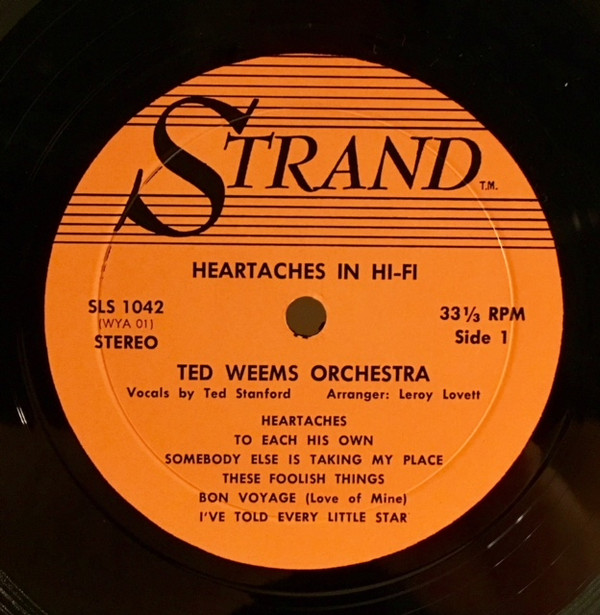 STRAND T.M.
HEARTACHES IN HI-FI
SLS 1042
(WYA 01)
STEREO
33 1/3 RPM
Side 1
TED WEEMS ORCHESTRA
Vocals by Ted Stanford Arranger: Leroy Lovett
HEARTACHES
TO EACH HIS OWN
SOMEBODY ELSE IS TAKING MY PLACE
THESE FOOLISH THINGS
BON VOYAGE (Love of Mine)
I'VE TOLD EVERY LITTLE STAR